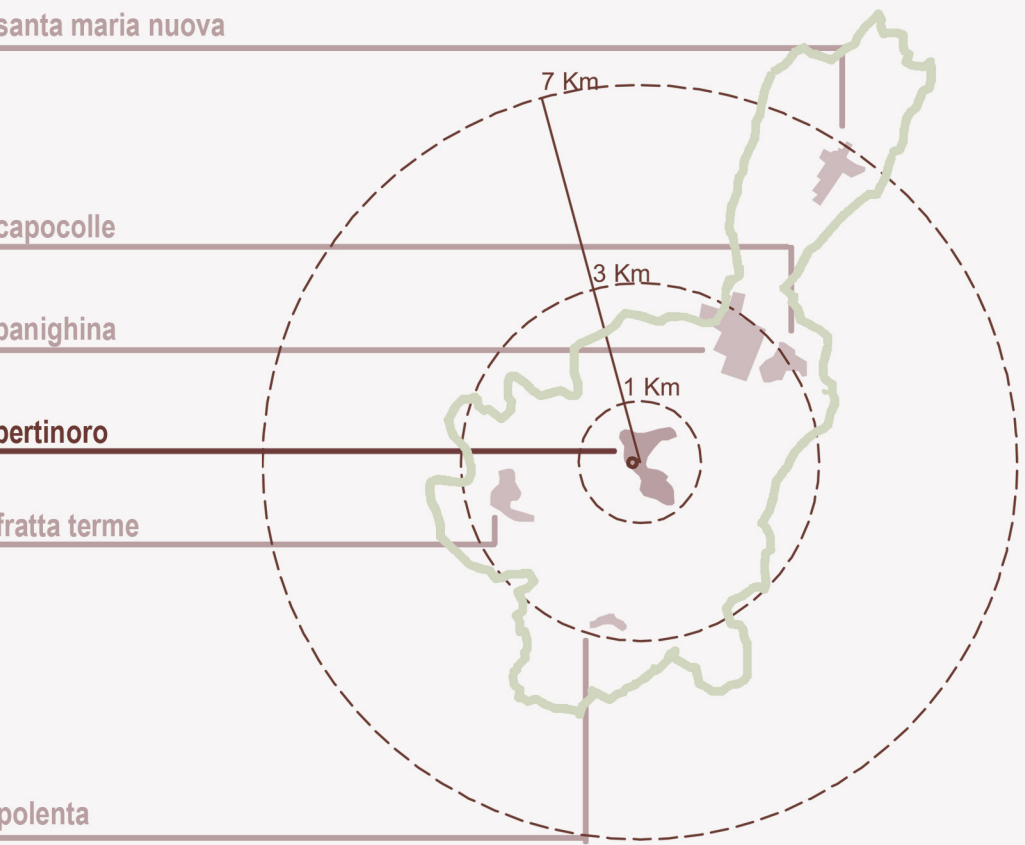 santa maria nuova
7 Km
capocolle
3 Km
panighina
1 Km
bertinoro
fratta terme
polenta